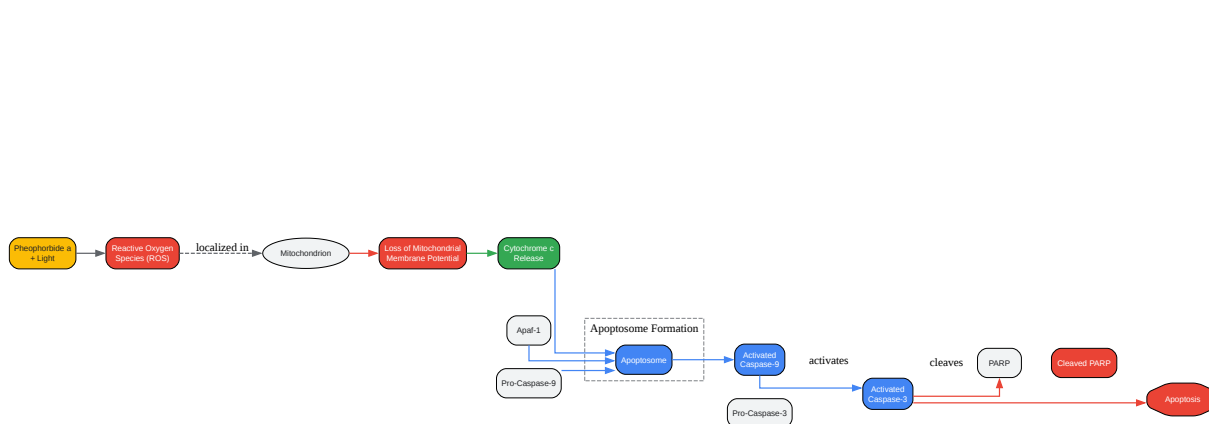 Pheophorbide a
+ Light
Reactive Oxygen
Species (ROS)
localized in
Mitochondrion
Loss of Mitochondrial
Membrane Potential
Cytochrome c
Release
Apaf-1
Pro-Caspase-9
Apoptosome Formation
Apoptosome
Activated
Caspase-9
Pro-Caspase-3
activates
Activated
Caspase-3
cleaves
PARP
Cleaved PARP
Apoptosis